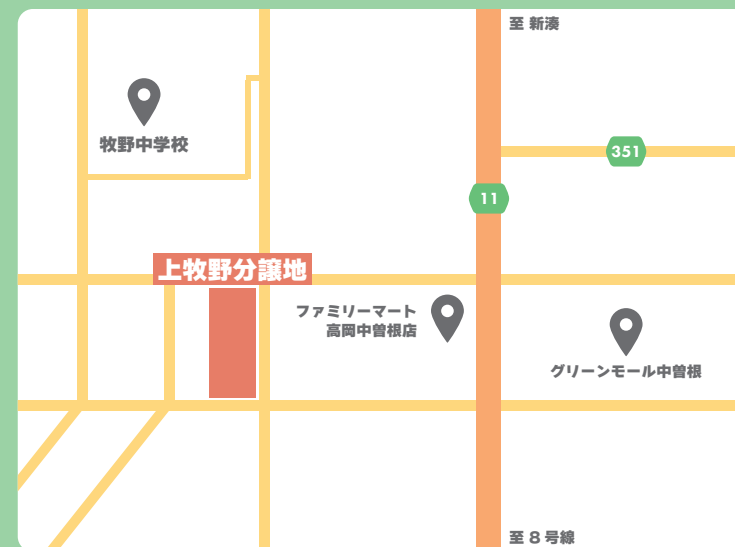 至 新湊
牧野中学校
351
11
上牧野分譲地
ファミリーマート
高岡中曽根店
グリーンモール中曽根
至 8 号線